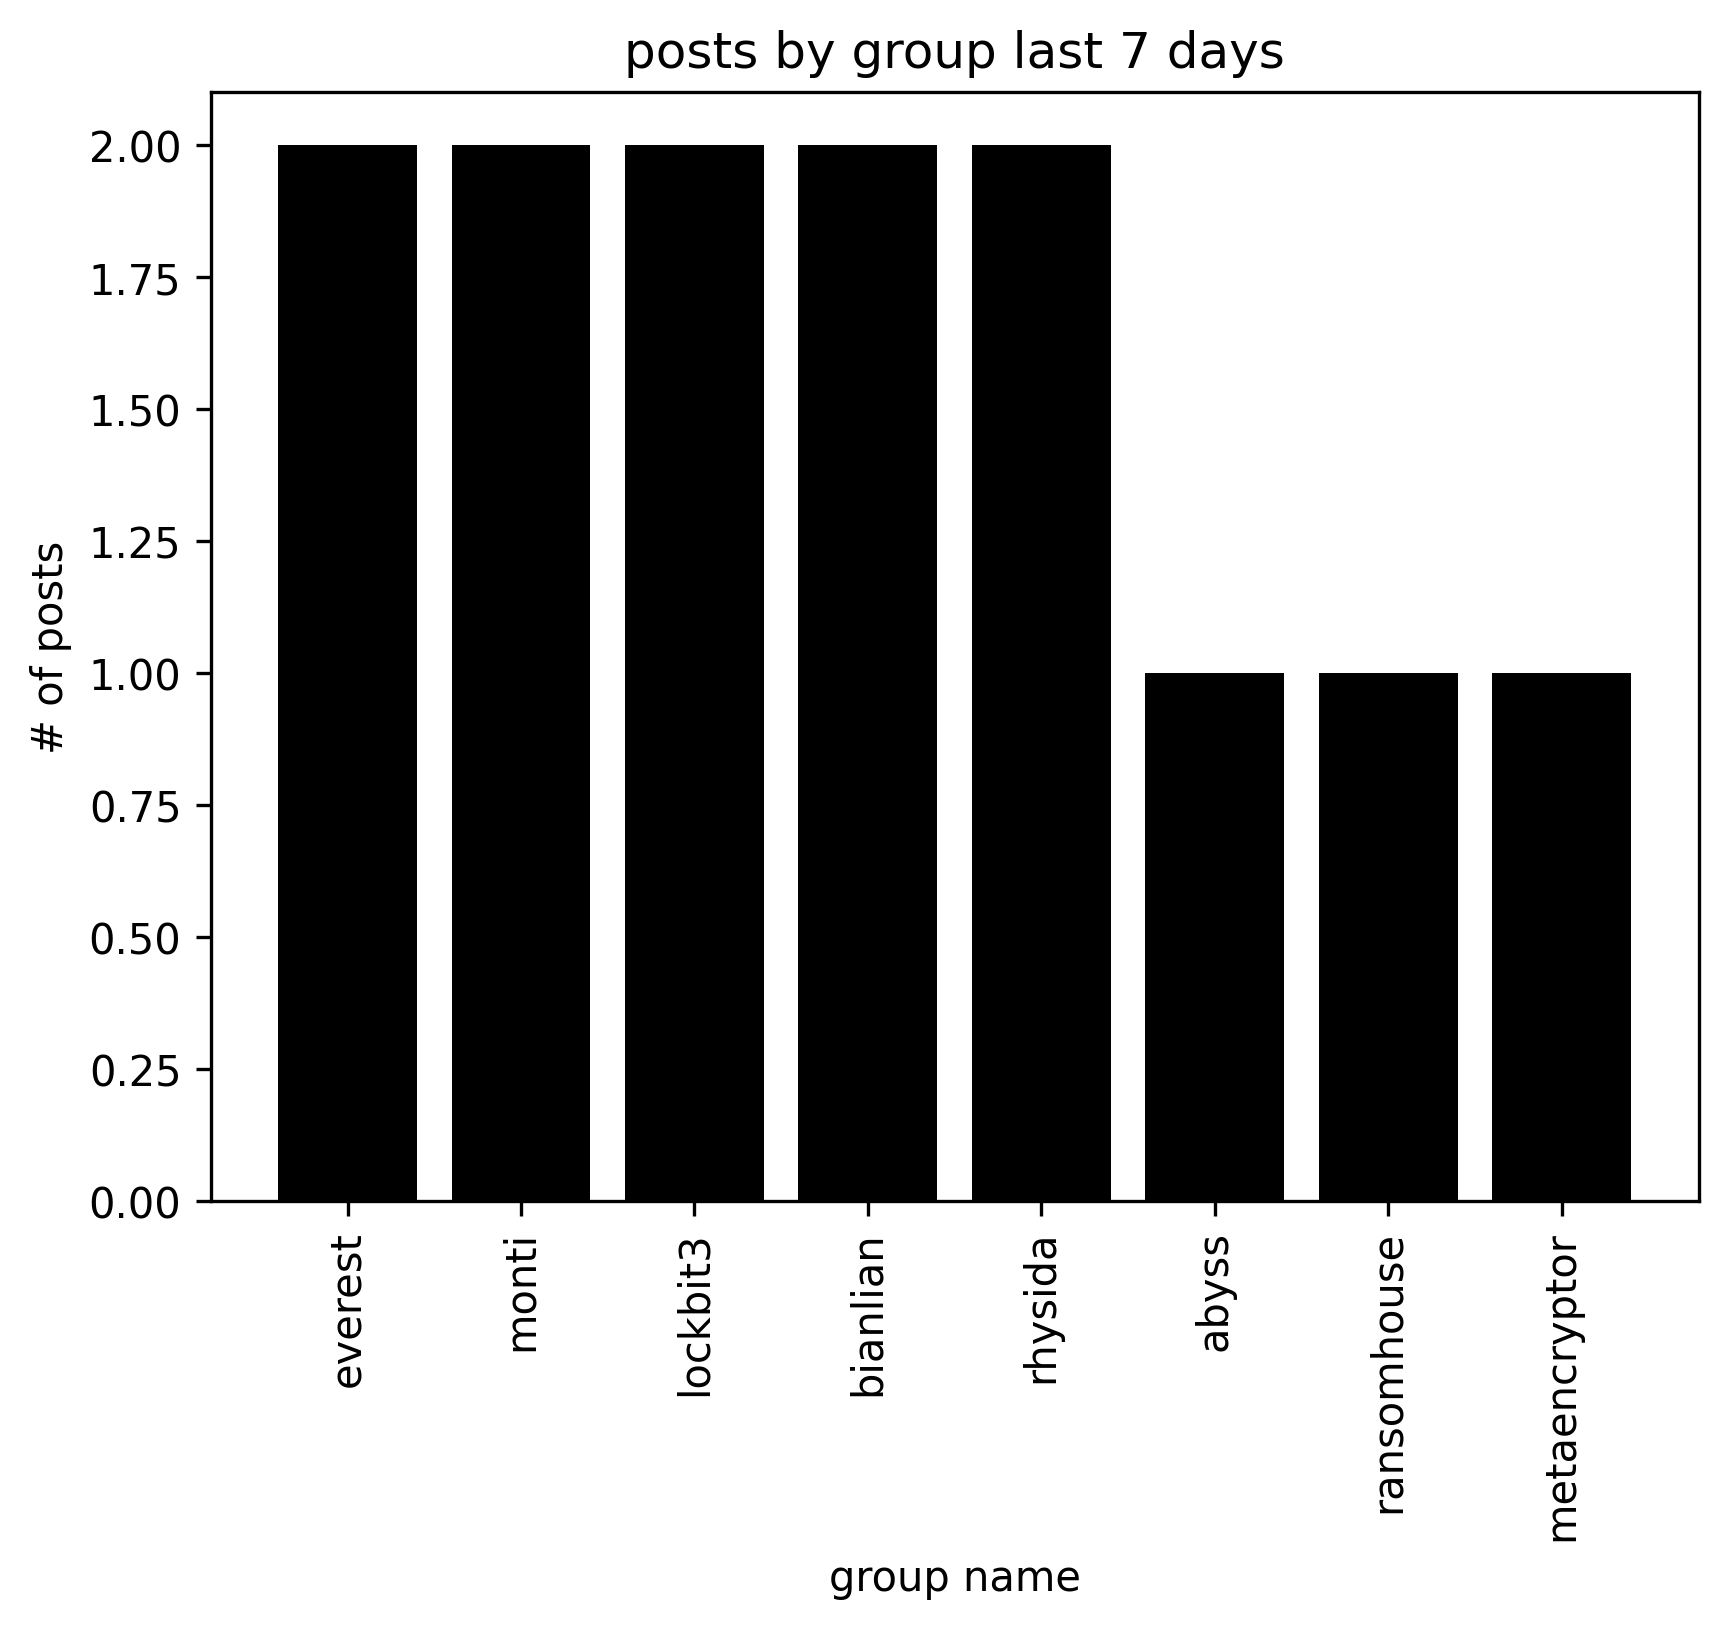 posts by group last 7 days
# of posts
2.00
1.75
1.50
1.25
1.00
0.75
0.50
0.25
0.00
everest
monti
lockbit3
bianlian
rhysida
abyss
ransomhouse
metaencryptor
group name